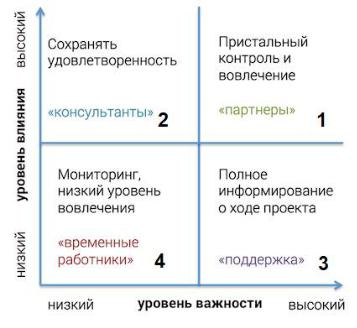 высокий
уровень влияния
низкий
Сохранять
удовлетворенность
«консультанты» 2
Пристальный
контроль и
вовлечение
«партнеры» 1
Мониторинг,
низкий уровень
вовлечения
«временные
работники» 4
Полное
информирование
о ходе проекта
«поддержка» 3
низкий уровень важности высокий